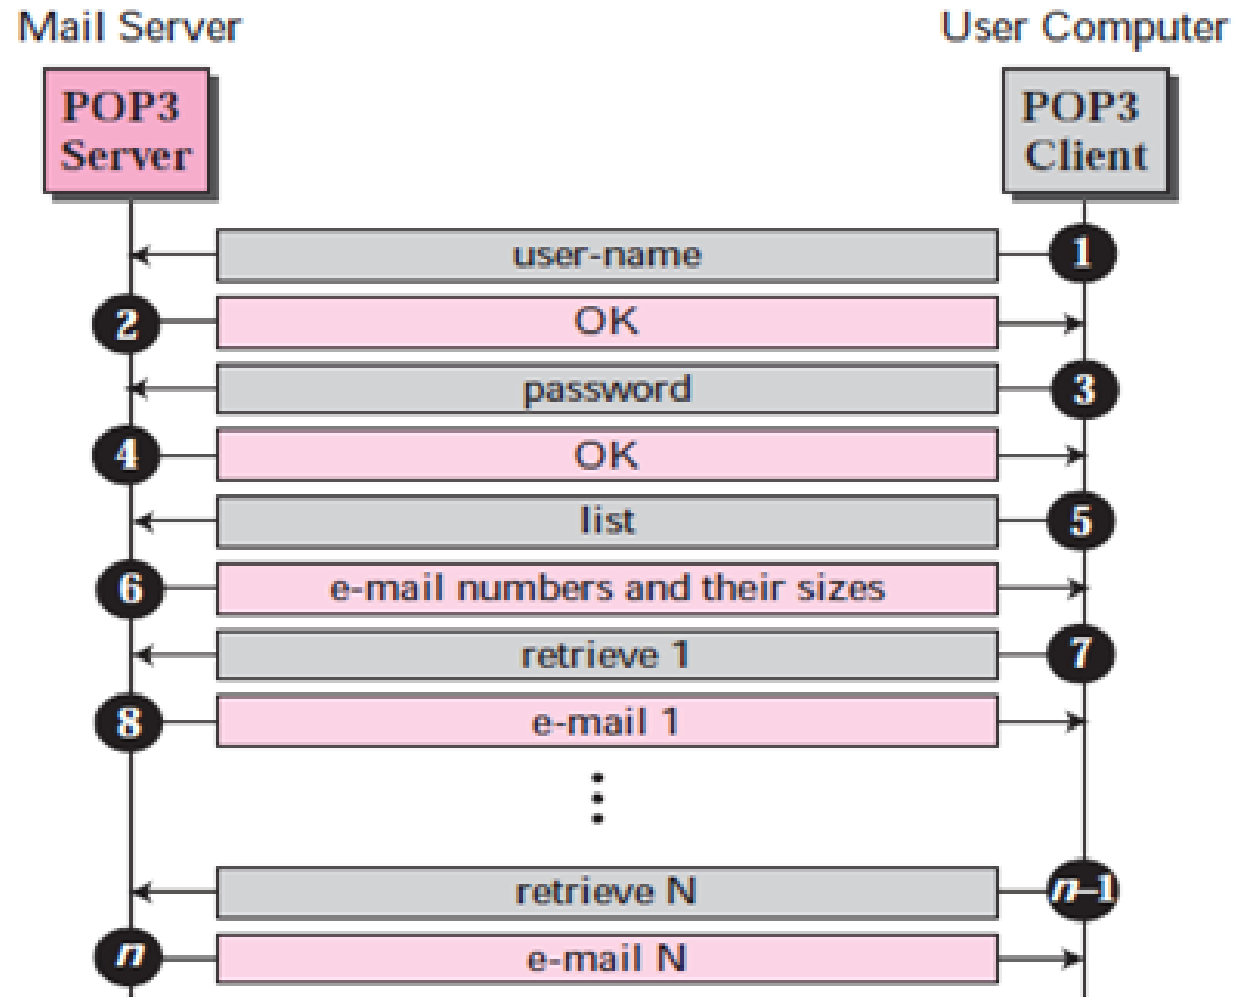 Mail Server
User Computer
POP3
Server
POP3
Client
user-name
1
2
OK
password
3
4
OK
list
5
6
e-mail numbers and their sizes
retrieve 1
7
8
e-mail 1
retrieve N
n–1
n
e-mail N